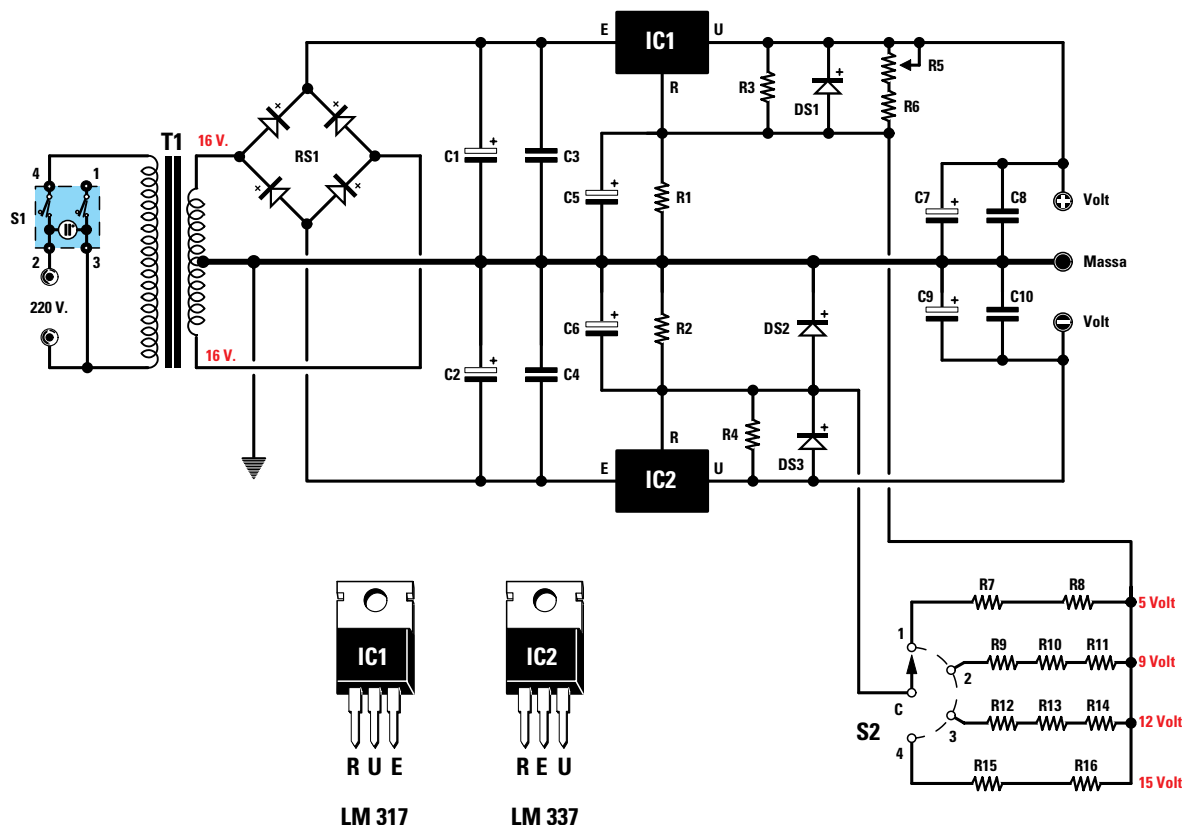 E IC1 U
R
R3
DS1
+
R5
R6
T1
16 V.
RS1
C1
+
C3
C5
+
R1
C7
+
C8
Volt
4 1
S1
2 3
220 V.
Massa
C6
+
R2
DS2
+
C9
+
C10
Volt
16 V.
C2
+
C4
R
R4
DS3
+
E IC2 U
R7 R8
5 Volt
1
R9 R10 R11
9 Volt
2
C
R12 R13 R14
12 Volt
3
S2
4
R15 R16
15 Volt
IC1
IC2
R U E
R E U
LM 317
LM 337